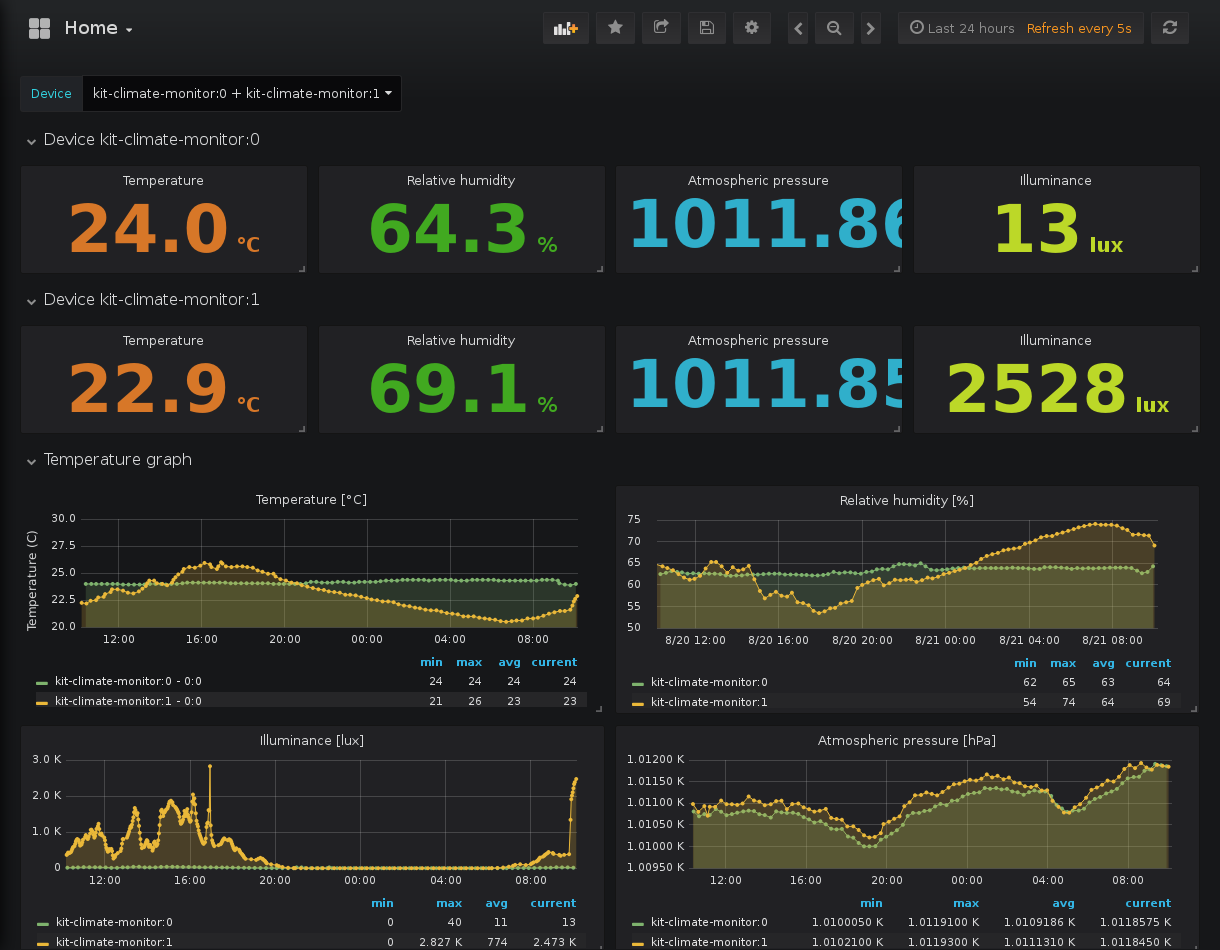 Home
Last 24 hours Refresh every 5s
Device kit-climate-monitor:0 + kit-climate-monitor:1
Device kit-climate-monitor:0
Temperature Relative humidity Atmospheric pressure Illuminance
24.0 °C 64.3 % 1011.86 13 lux
Device kit-climate-monitor:1
Temperature Relative humidity Atmospheric pressure Illuminance
22.9 °C 69.1 % 1011.85 2528 lux
Temperature graph
Temperature [°C]
Temperature (C)
30.0
27.5
25.0
22.5
20.0
12:00 16:00 20:00 00:00 04:00 08:00
min max avg current
kit-climate-monitor:0 - 0:0 24 24 24 24
kit-climate-monitor:1 - 0:0 21 26 23 23
Relative humidity [%]
75
70
65
60
55
50
8/20 12:00 8/20 16:00 8/20 20:00 8/21 00:00 8/21 04:00 8/21 08:00
min max avg current
kit-climate-monitor:0 62 65 63 64
kit-climate-monitor:1 54 74 64 69
Illuminance [lux]
3.0 K
2.0 K
1.0 K
0
12:00 16:00 20:00 00:00 04:00 08:00
min max avg current
kit-climate-monitor:0 0 40 11 13
kit-climate-monitor:1 0 2.827 K 774 2.473 K
Atmospheric pressure [hPa]
1.01200 K
1.01150 K
1.01100 K
1.01050 K
1.01000 K
1.00950 K
12:00 16:00 20:00 00:00 04:00 08:00
min max avg current
kit-climate-monitor:0 1.0100050 K 1.0119100 K 1.0109186 K 1.0118575 K
kit-climate-monitor:1 1.0102100 K 1.0119300 K 1.0111310 K 1.0118450 K